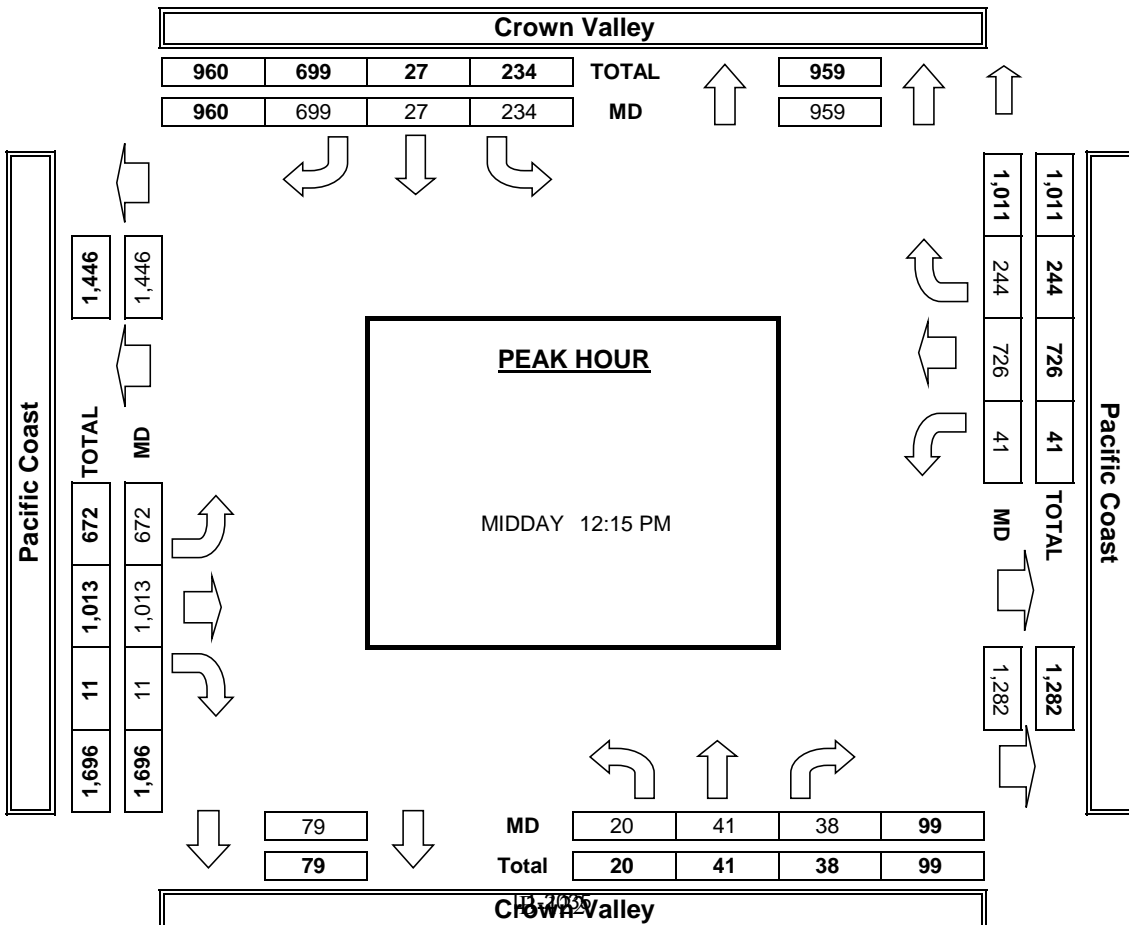 Crown Valley
960 699 27 234 TOTAL 959
960 699 27 234 MD 959
Pacific Coast
TOTAL 1,446
MD 1,446
672 1,013 11 1,696
672 1,013 11 1,696
PEAK HOUR
MIDDAY 12:15 PM
1,011 244 726 41 MD 1,282
1,011 244 726 41 TOTAL 1,282
Pacific Coast
79 MD 20 41 38 99
79 Total 20 41 38 99
Crown Valley